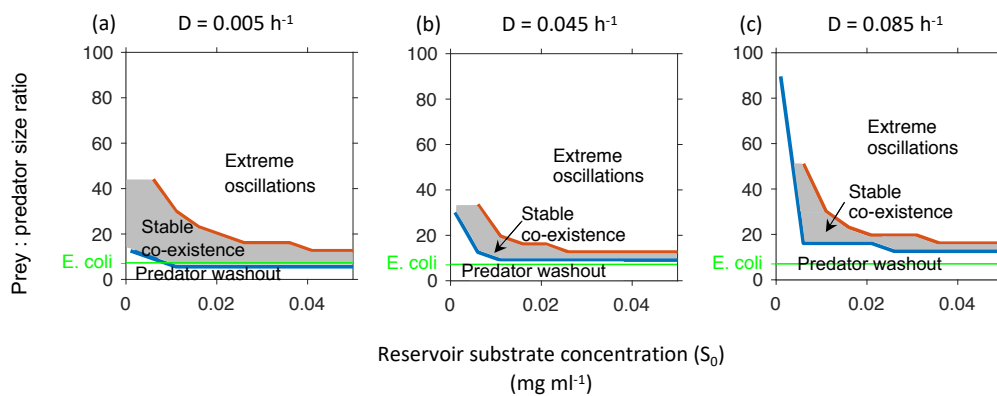 (a) D = 0.005 h⁻¹
(b) D = 0.045 h⁻¹
(c) D = 0.085 h⁻¹
Prey : predator size ratio
100
80
60
40
20
0
Extreme
oscillations
Stable
co-existence
E. coli
Predator washout
0 0.02 0.04
100
80
60
40
20
0
Extreme
oscillations
Stable
co-existence
E. coli
Predator washout
0 0.02 0.04
100
80
60
40
20
0
Extreme
oscillations
Stable
co-existence
E. coli
Predator washout
0 0.02 0.04
Reservoir substrate concentration (S₀)
(mg ml⁻¹)